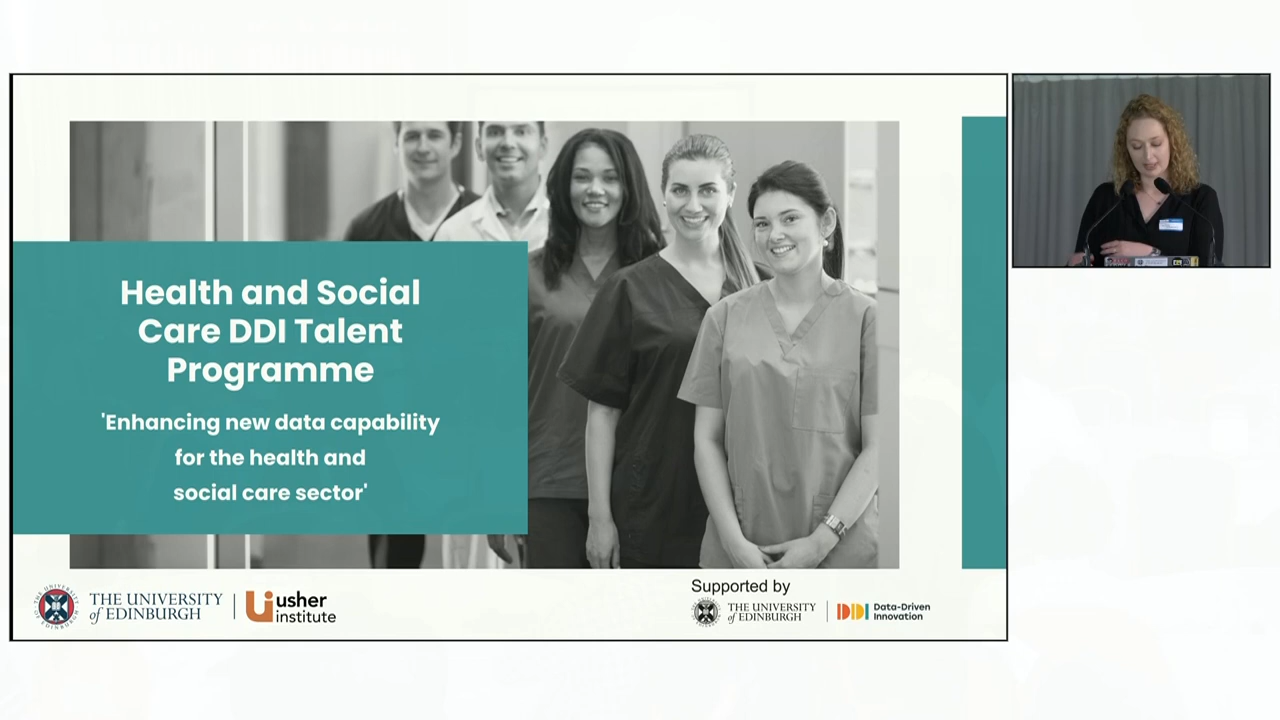 Health and Social
Care DDI Talent
Programme
'Enhancing new data capability
for the health and
social care sector'
THE UNIVERSITY
of EDINBURGH
usher
institute
Supported by
THE UNIVERSITY
of EDINBURGH
DDI
Data-Driven
Innovation